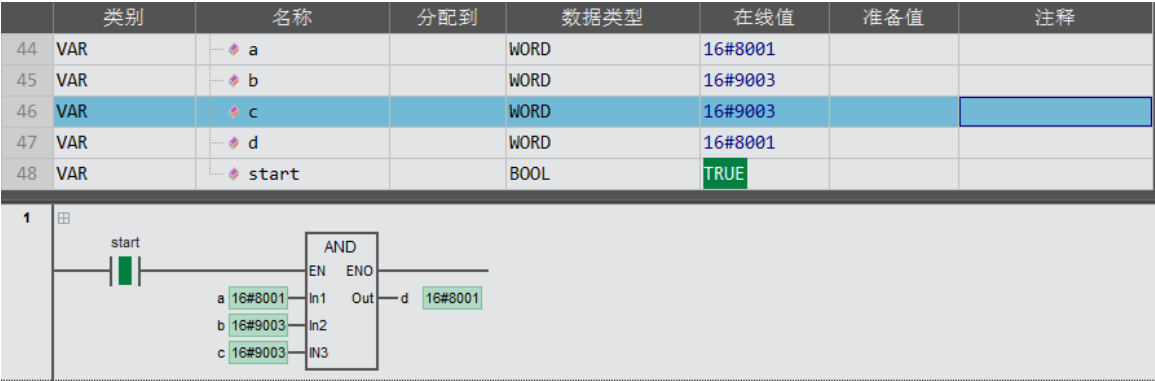 类别 名称 分配到 数据类型 在线值 准备值 注释
44 VAR a WORD 16#8001
45 VAR b WORD 16#9003
46 VAR c WORD 16#9003
47 VAR d WORD 16#8001
48 VAR start BOOL TRUE
1
start
AND
EN ENO
a 16#8001 In1 Out d 16#8001
b 16#9003 In2
c 16#9003 IN3